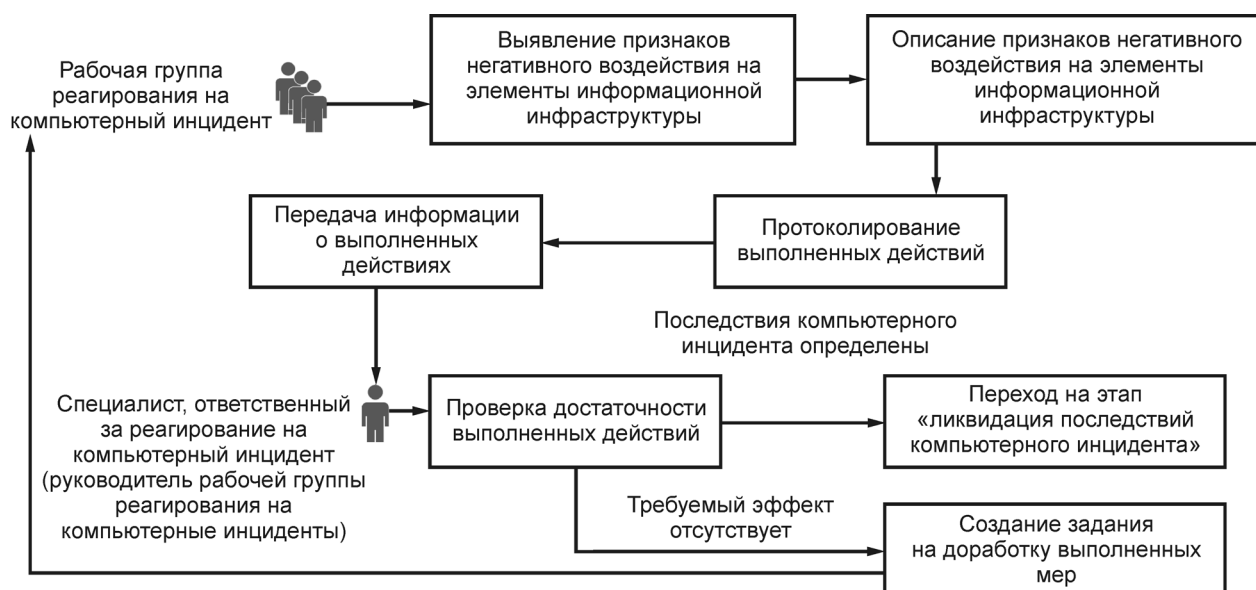 Рабочая группа
реагирования на
компьютерный инцидент
Выявление признаков
негативного воздействия на
элементы информационной
инфраструктуры
Описание признаков негативного
воздействия на элементы
информационной
инфраструктуры
Протоколирование
выполненных действий
Передача информации
о выполненных
действиях
Последствия компьютерного
инцидента определены
Специалист, ответственный
за реагирование на
компьютерный инцидент
(руководитель рабочей группы
реагирования на
компьютерные инциденты)
Проверка достаточности
выполненных действий
Переход на этап
«ликвидация последствий
компьютерного инцидента»
Требуемый эффект
отсутствует
Создание задания
на доработку выполненных
мер